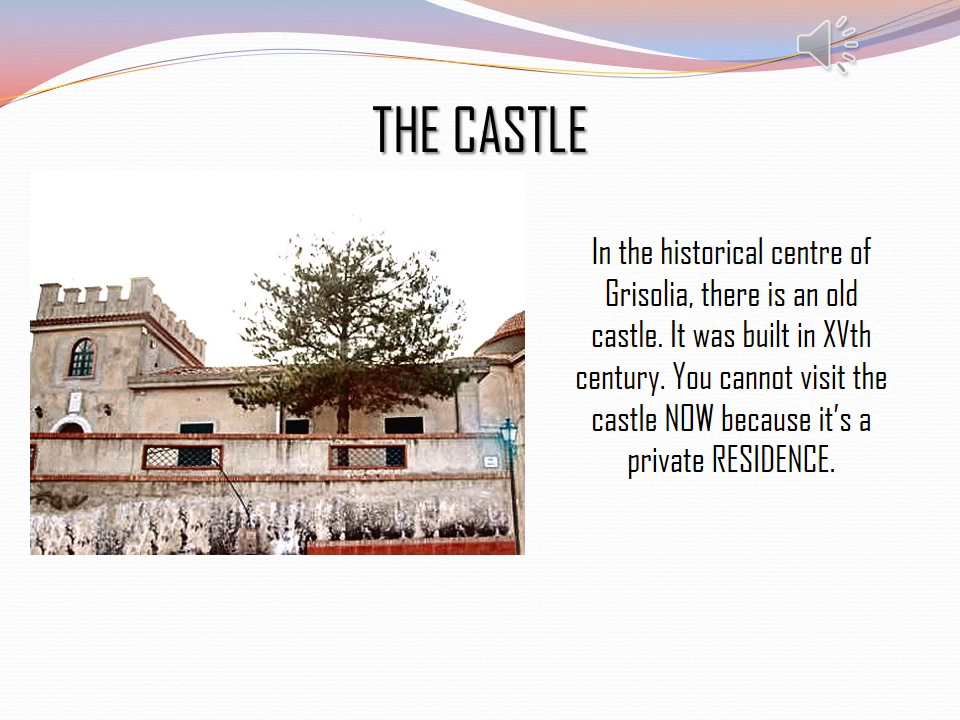 THE CASTLE
In the historical centre of
Grisolia, there is an old
castle. It was built in XVth
century. You cannot visit the
castle NOW because it's a
private RESIDENCE.